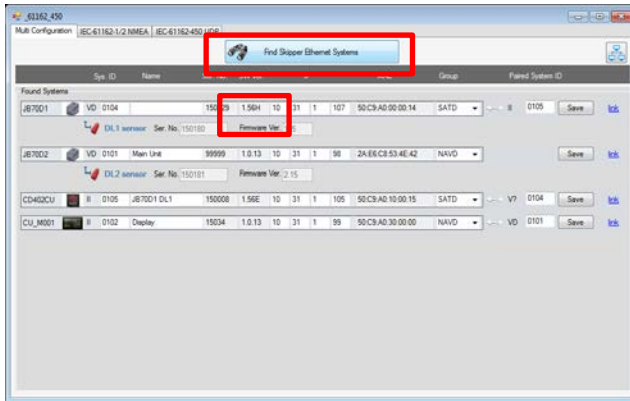 _61162_450
Multi Configuration IEC-61162-1/2 NMEA IEC-61162-450 UDP
Find Skipper Ethernet Systems
Sys. ID Name Group Paired System ID
Found Systems
JB70D1 VD 0104 1.56H 10 31 1 107 50:C9:A0:00:00:14 SATD II 0105 Save link
DL1 sensor Ser. No. 150180 Firmware Ver.
JB70D2 VD 0101 Main Unit 99999 1.0.13 10 31 1 98 2A:E6:C8:53:4E:42 NAVD Save link
DL2 sensor Ser. No. 150181 Firmware Ver. 2.15
CD402CU II 0105 JB70D1 DL1 150008 1.56E 10 31 1 105 50:C9:A0:10:00:15 SATD V? 0104 Save link
CU_M001 II 0102 Display 15034 1.0.13 10 31 1 99 50:C9:A0:30:00:00 NAVD VD 0101 Save link